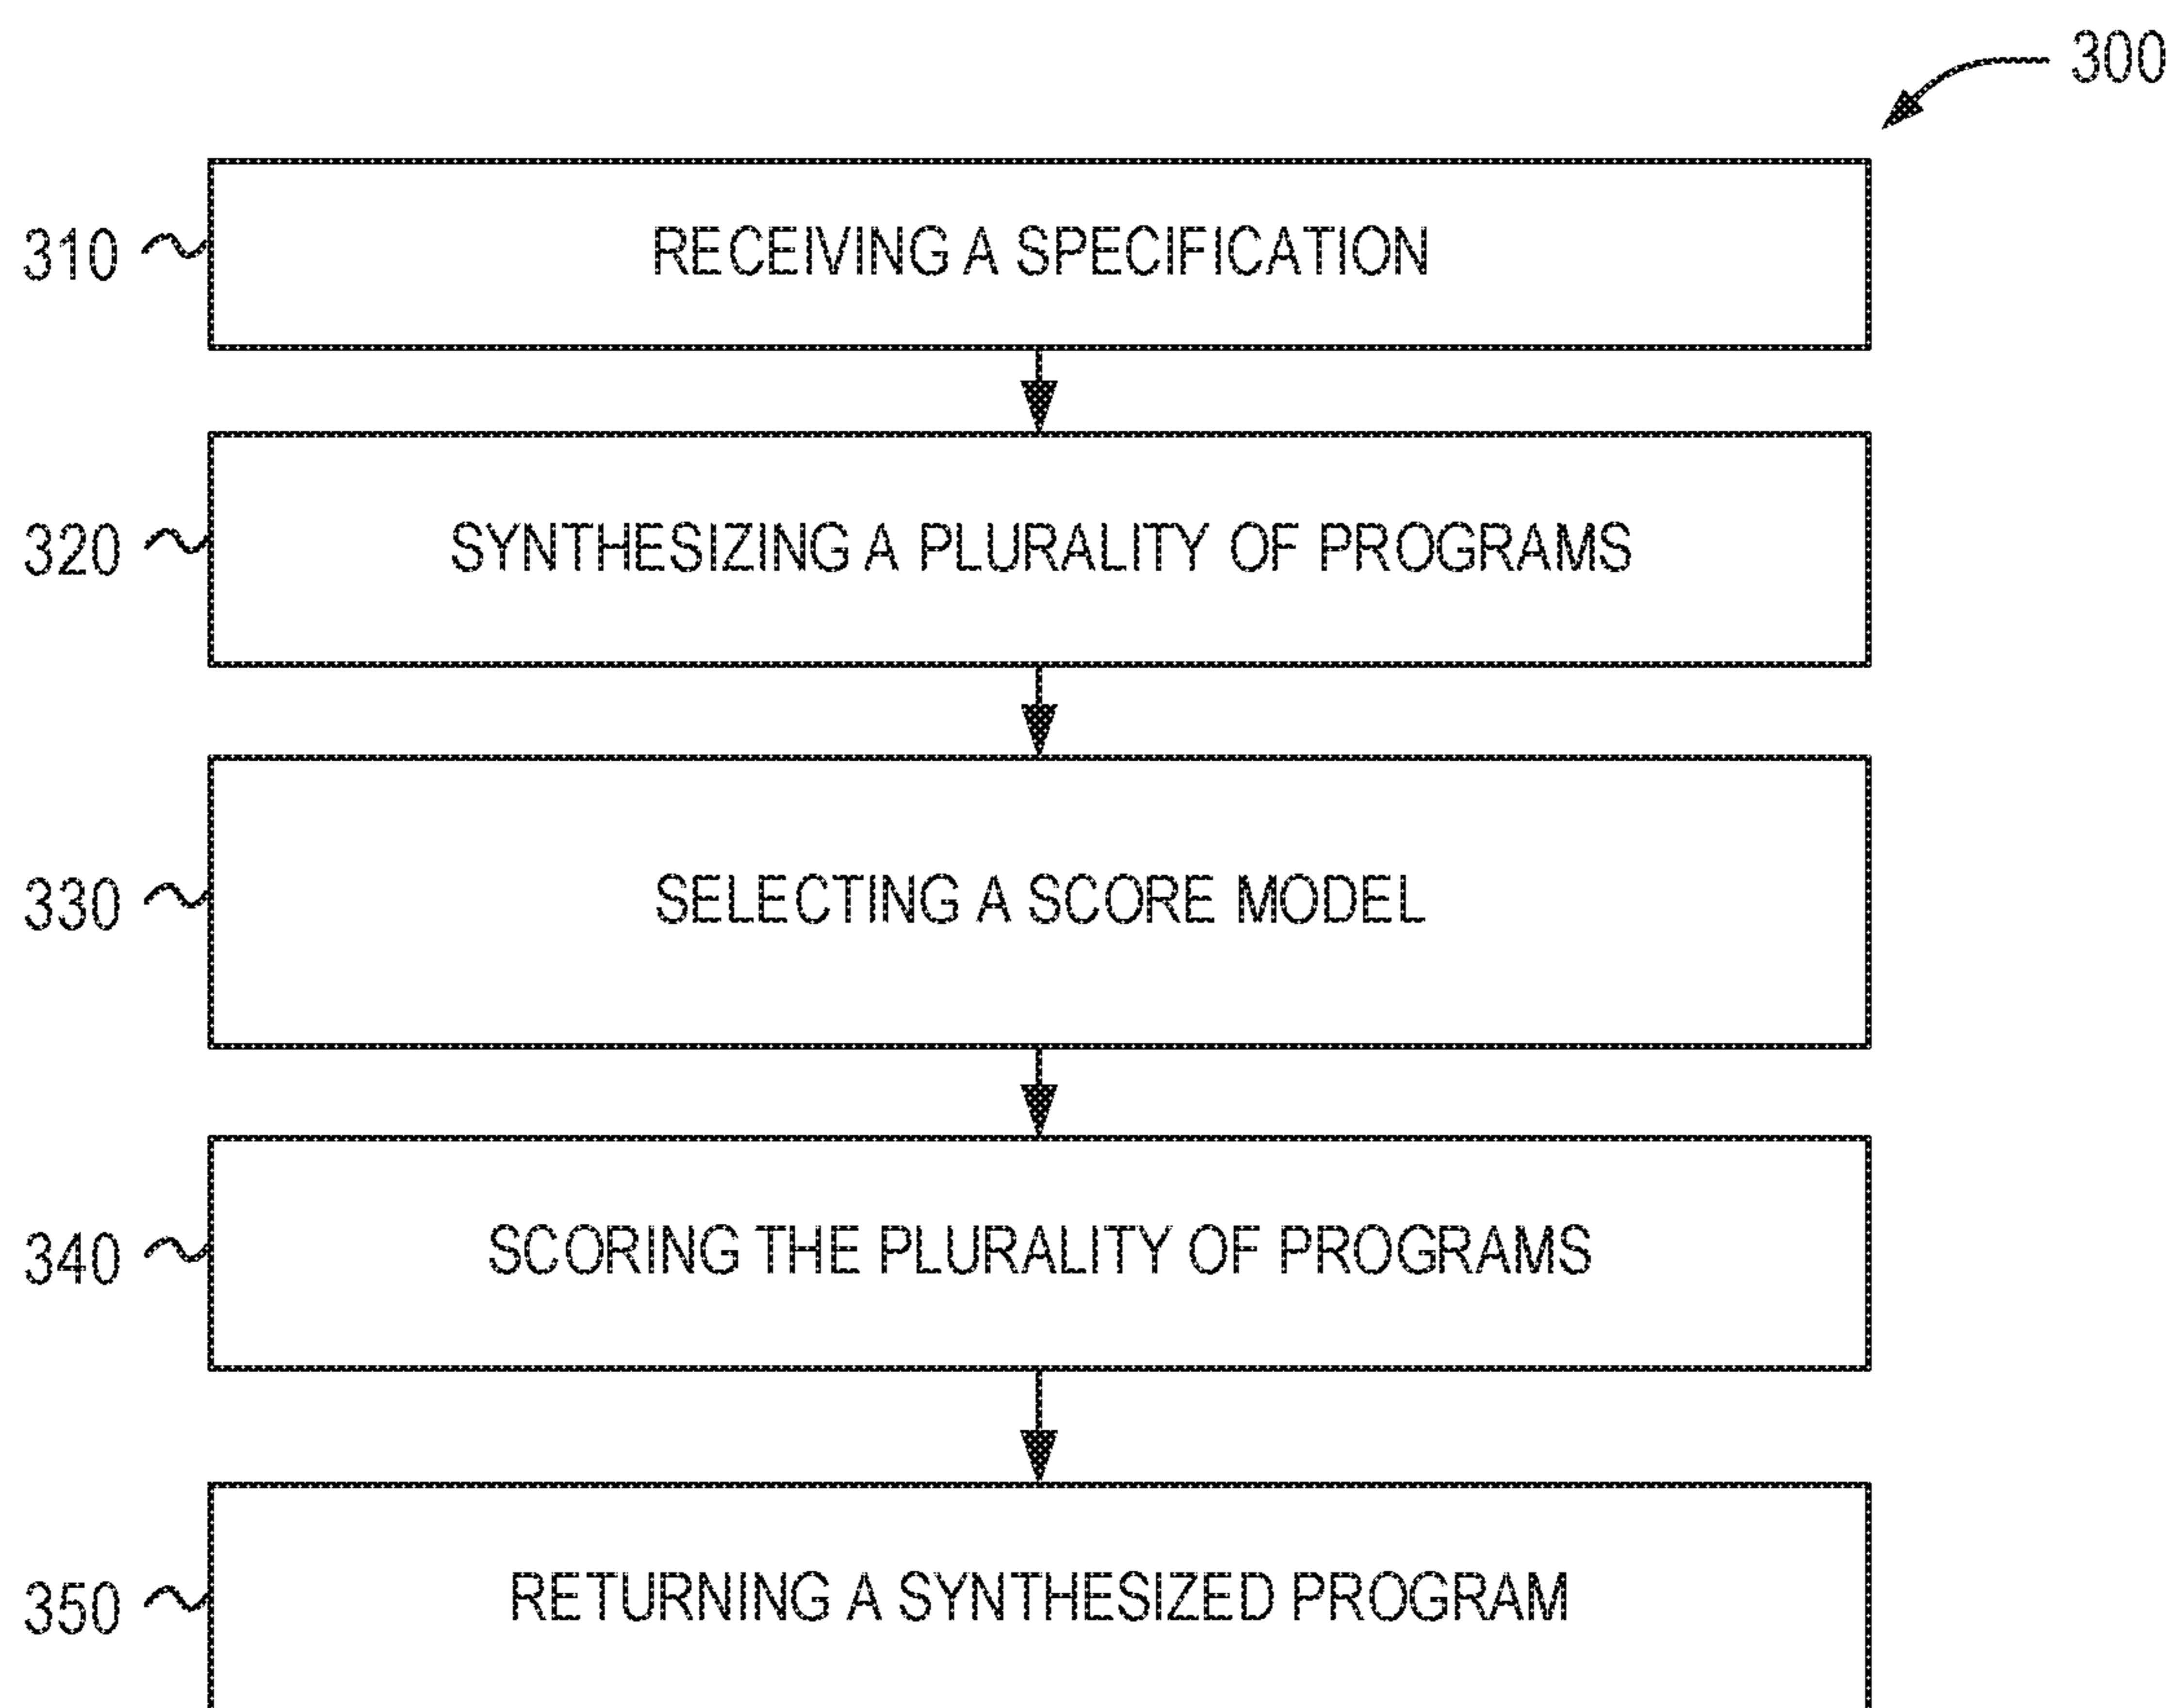 300
310 RECEIVING A SPECIFICATION
320 SYNTHESIZING A PLURALITY OF PROGRAMS
330 SELECTING A SCORE MODEL
340 SCORING THE PLURALITY OF PROGRAMS
350 RETURNING A SYNTHESIZED PROGRAM